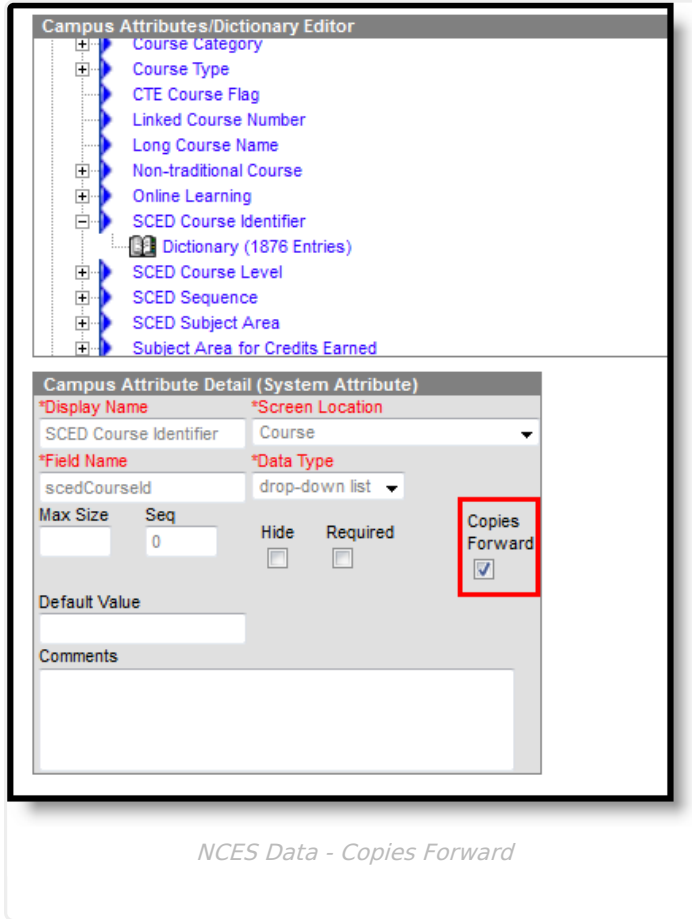 Campus Attributes/Dictionary Editor
Course Category
Course Type
CTE Course Flag
Linked Course Number
Long Course Name
Non-traditional Course
Online Learning
SCED Course Identifier
Dictionary (1876 Entries)
SCED Course Level
SCED Sequence
SCED Subject Area
Subject Area for Credits Earned
Campus Attribute Detail (System Attribute)
*Display Name *Screen Location
SCED Course Identifier Course
*Field Name *Data Type
scedCourseId drop-down list
Max Size Seq Hide Required Copies
Forward
0
Default Value
Comments
NCES Data - Copies Forward